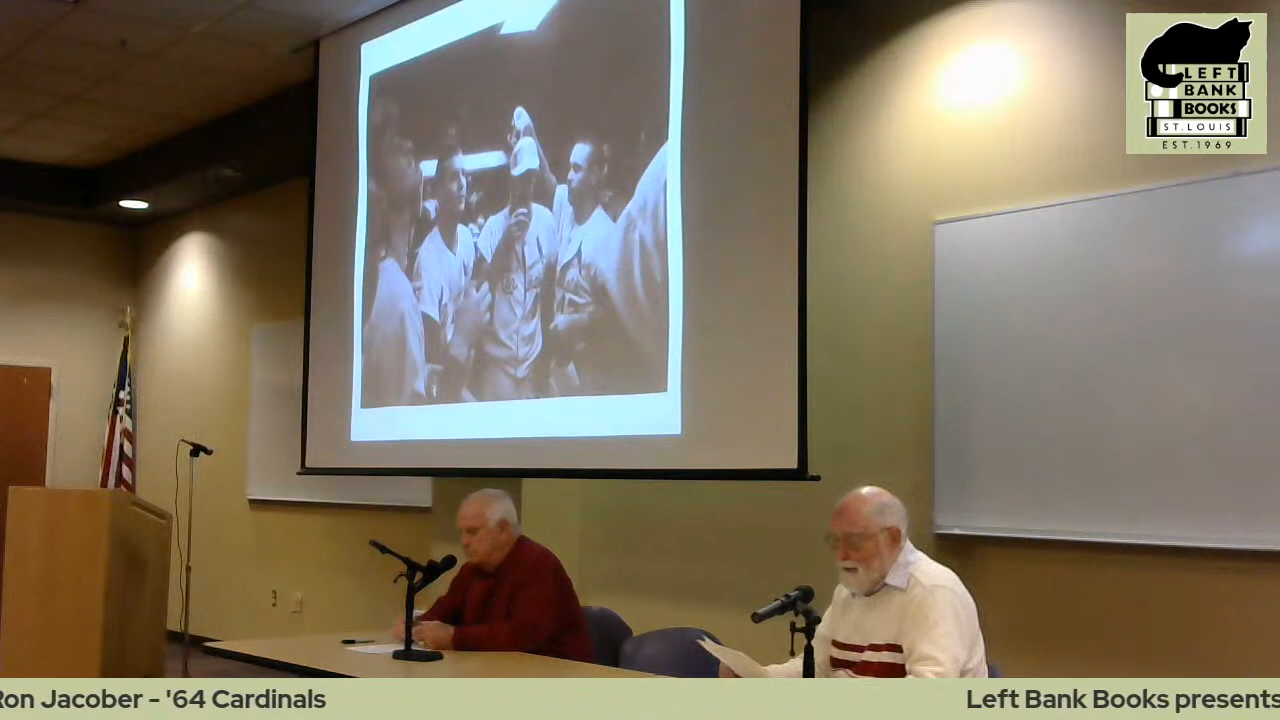 LEFT
BANK
BOOKS
ST. LOUIS
EST. 1969
Ron Jacober - '64 Cardinals
Left Bank Books presents